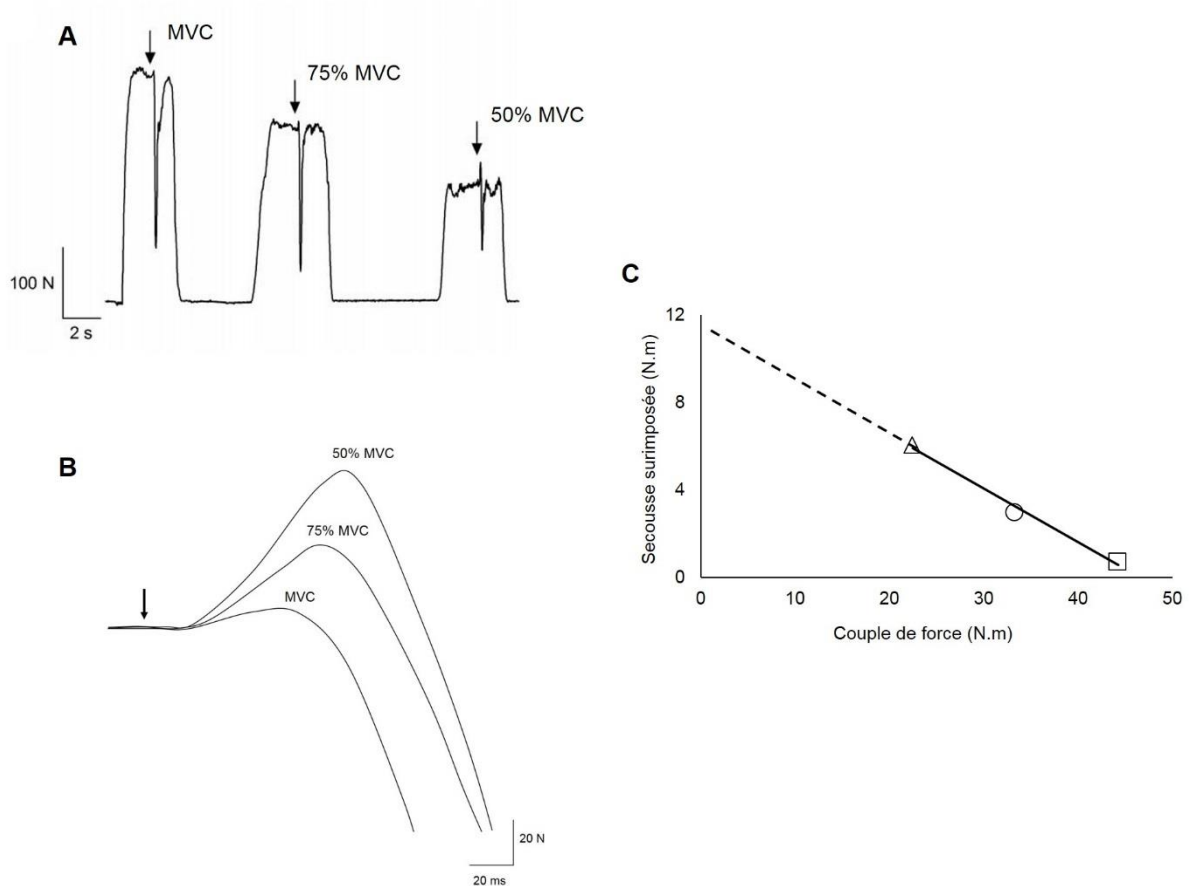 A
MVC
75% MVC
50% MVC
100 N
2 s
B
50% MVC
75% MVC
MVC
20 N
20 ms
C
12
8
4
0
0 10 20 30 40 50
Secousse surimposée (N.m)
Couple de force (N.m)